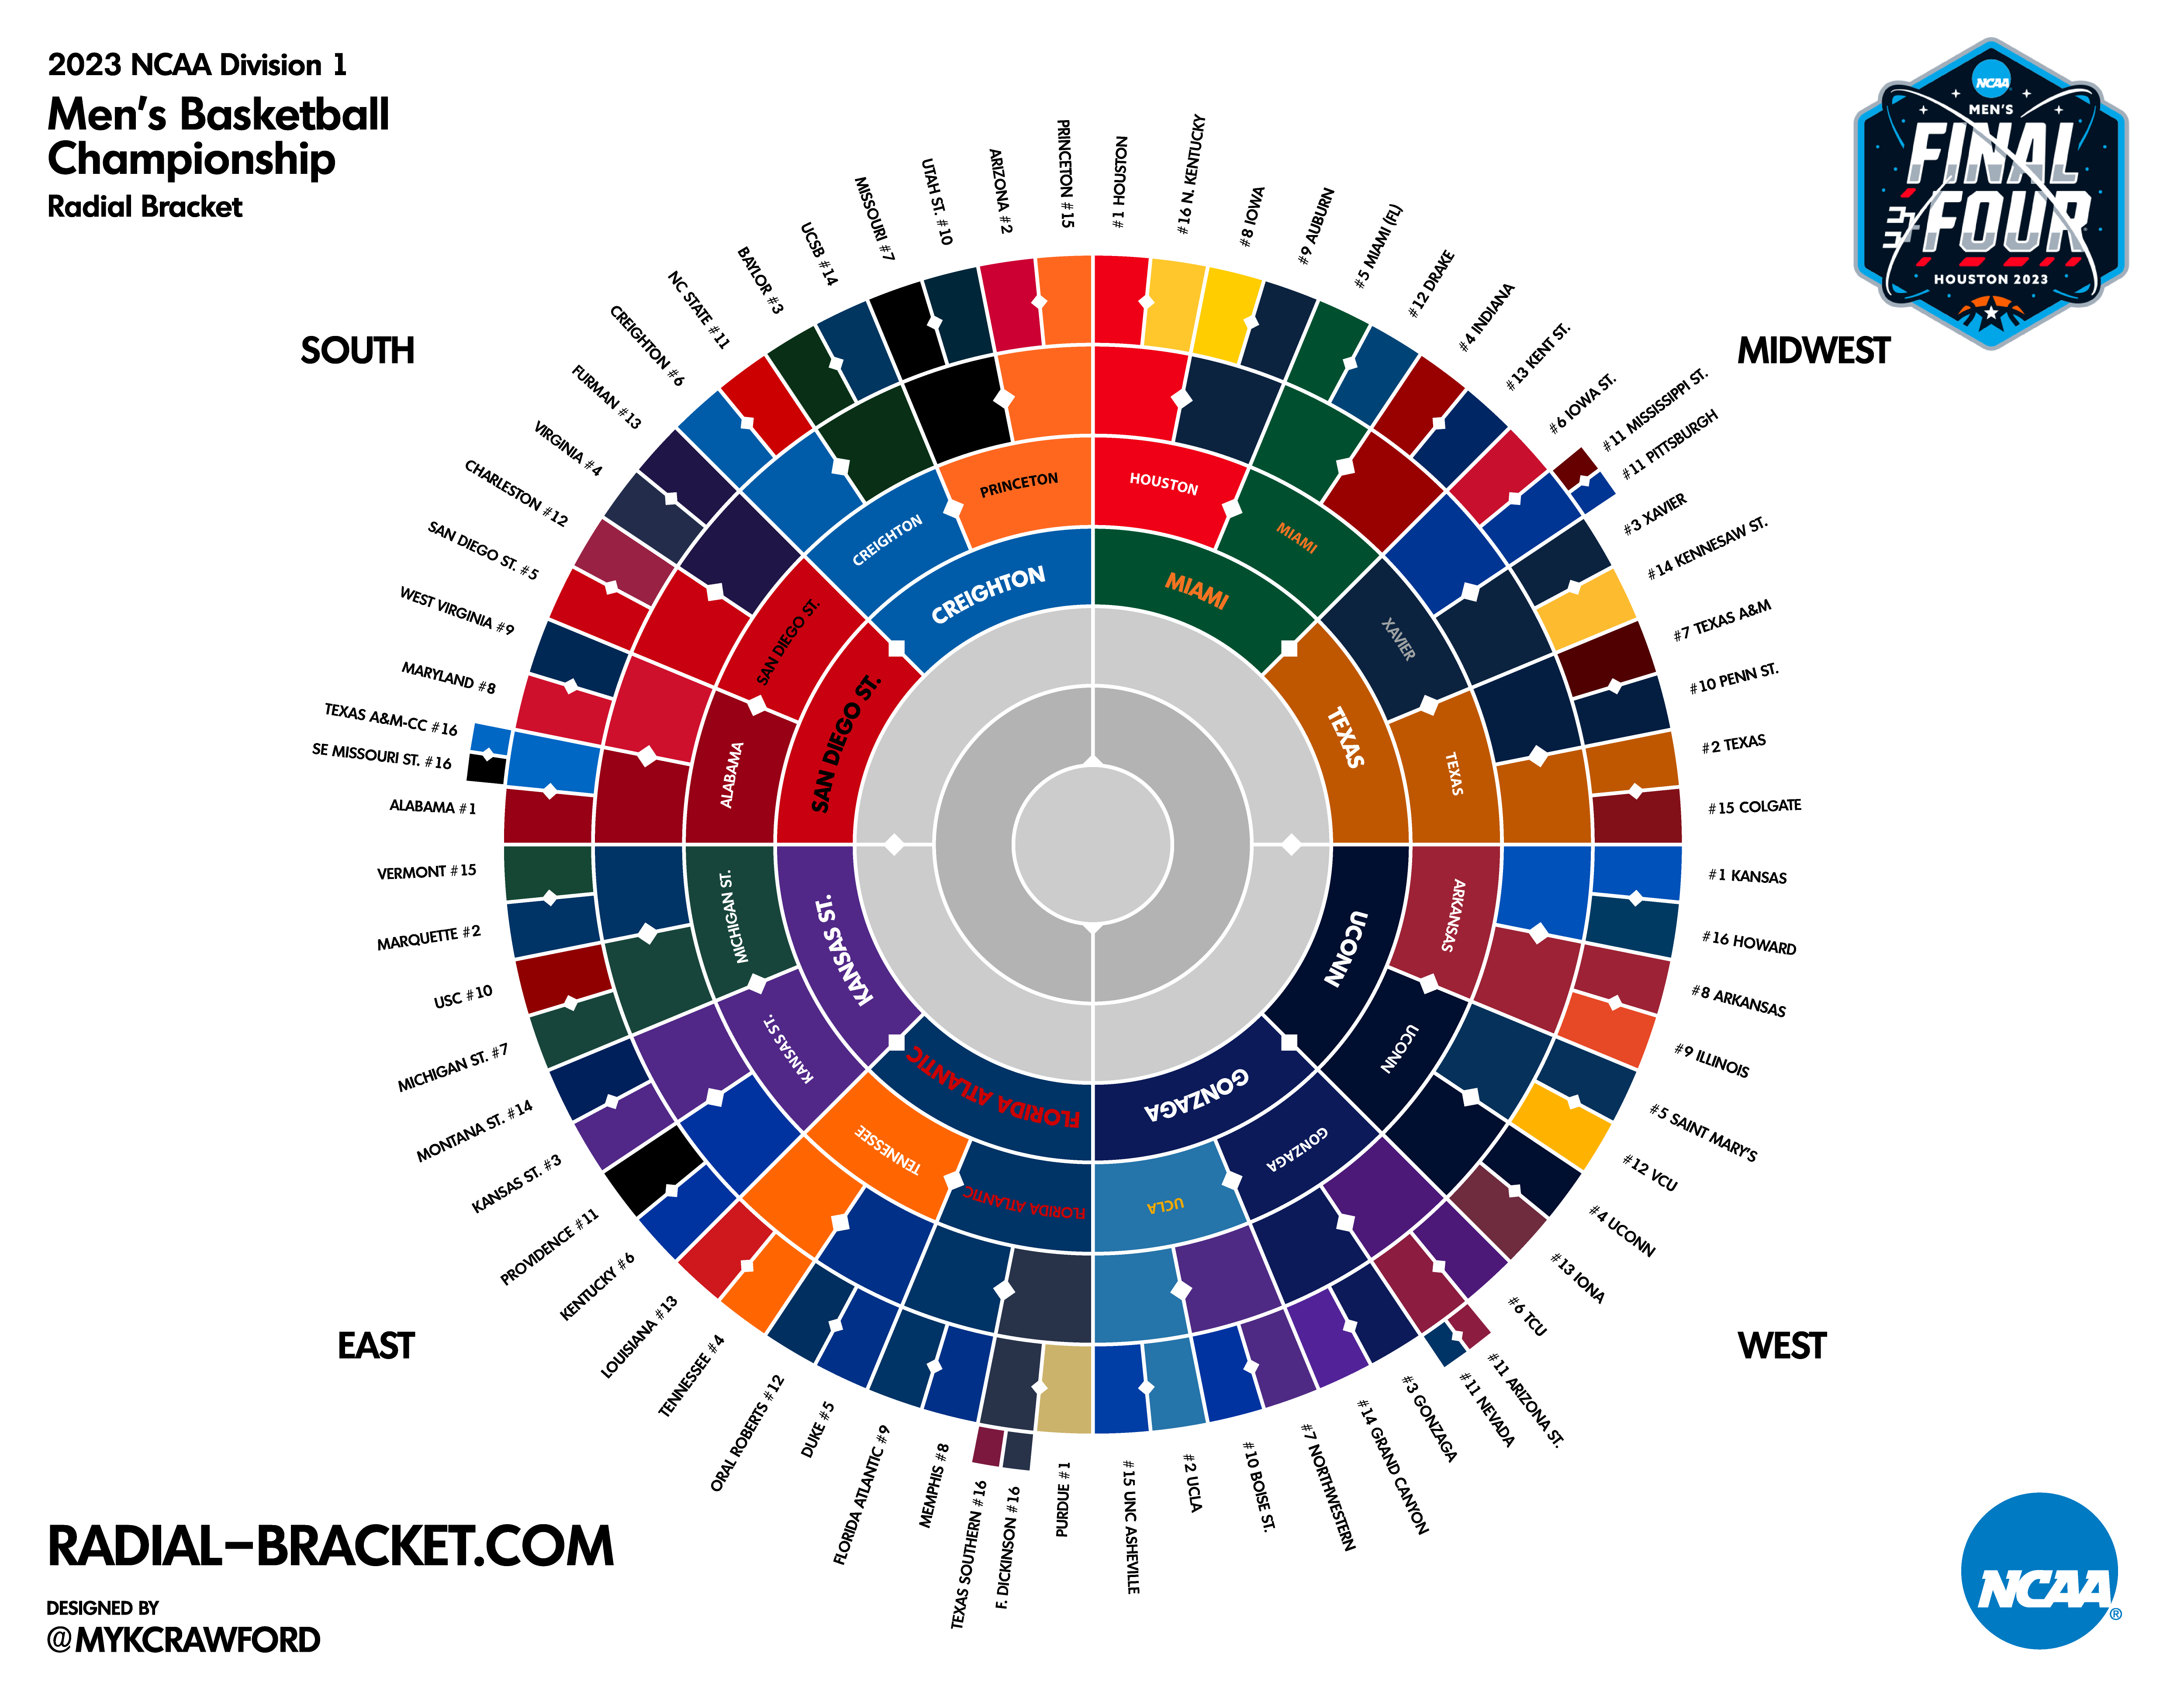 2023 NCAA Division 1
Men's Basketball
Championship
Radial Bracket
NCAA
MEN'S
FINAL
FOUR
HOUSTON 2023
SOUTH
MIDWEST
EAST
WEST
#1 HOUSTON
#16 N. KENTUCKY
#8 IOWA
#9 AUBURN
#5 MIAMI (FL)
#12 DRAKE
#4 INDIANA
#13 KENT ST.
#6 IOWA ST.
#11 MISSISSIPPI ST.
#11 PITTSBURGH
#3 XAVIER
#14 KENNESAW ST.
#7 TEXAS A&M
#10 PENN ST.
#2 TEXAS
#15 COLGATE
#1 KANSAS
#16 HOWARD
#8 ARKANSAS
#9 ILLINOIS
#5 SAINT MARY'S
#12 VCU
#4 UCONN
#13 IONA
#6 TCU
#11 ARIZONA ST.
#11 NEVADA
#3 GONZAGA
#14 GRAND CANYON
#7 NORTHWESTERN
#10 BOISE ST.
#2 UCLA
#15 UNC ASHEVILLE
PURDUE #1
F. DICKINSON #16
TEXAS SOUTHERN #16
MEMPHIS #8
FLORIDA ATLANTIC #9
DUKE #5
ORAL ROBERTS #12
TENNESSEE #4
LOUISIANA #13
KENTUCKY #6
PROVIDENCE #11
KANSAS ST. #3
MONTANA ST. #14
MICHIGAN ST. #7
USC #10
MARQUETTE #2
VERMONT #15
ALABAMA #1
SE MISSOURI ST. #16
TEXAS A&M-CC #16
MARYLAND #8
WEST VIRGINIA #9
SAN DIEGO ST. #5
CHARLESTON #12
VIRGINIA #4
FURMAN #13
CREIGHTON #6
NC STATE #11
BAYLOR #3
UCSB #14
MISSOURI #7
UTAH ST. #10
ARIZONA #2
PRINCETON #15
HOUSTON
MIAMI
XAVIER
TEXAS
ARKANSAS
UCONN
GONZAGA
UCLA
FLORIDA ATLANTIC
TENNESSEE
KANSAS ST.
MICHIGAN ST.
ALABAMA
SAN DIEGO ST.
CREIGHTON
PRINCETON
MIAMI
TEXAS
UCONN
GONZAGA
FLORIDA ATLANTIC
KANSAS ST.
SAN DIEGO ST.
CREIGHTON
RADIAL–BRACKET.COM
DESIGNED BY
@MYKCRAWFORD
NCAA®